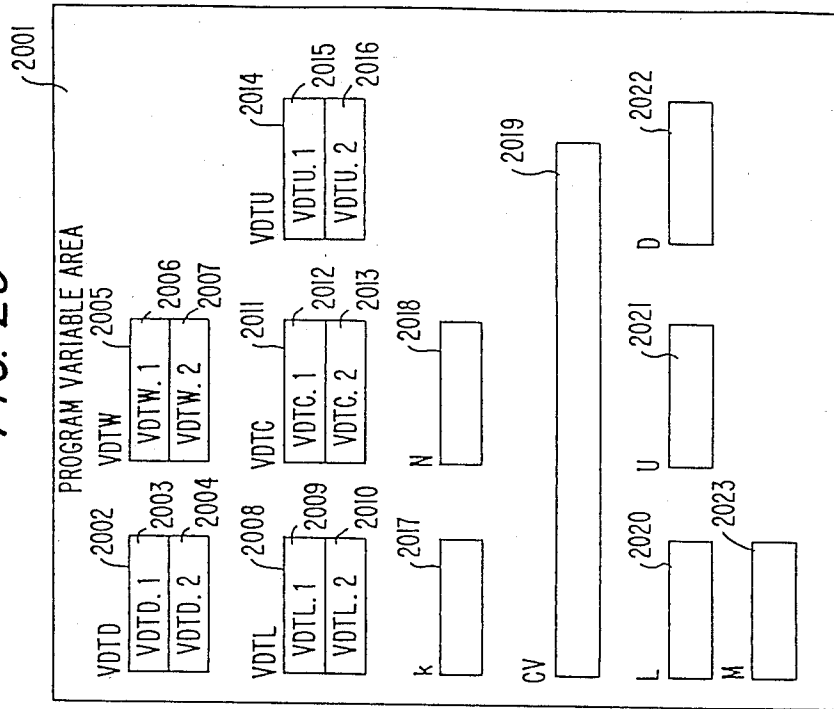 2001
PROGRAM VARIABLE AREA
VDTD 2002 VDTW 2005
VDTD. 1 2003 VDTW. 1 2006
VDTD. 2 2004 VDTW. 2 2007
VDTL 2008 VDTC 2011 VDTU 2014
VDTL. 1 2009 VDTC. 1 2012 VDTU. 1 2015
VDTL. 2 2010 VDTC. 2 2013 VDTU. 2 2016
k 2017 N 2018
CV 2019
L 2020 U 2021 D 2022
M 2023